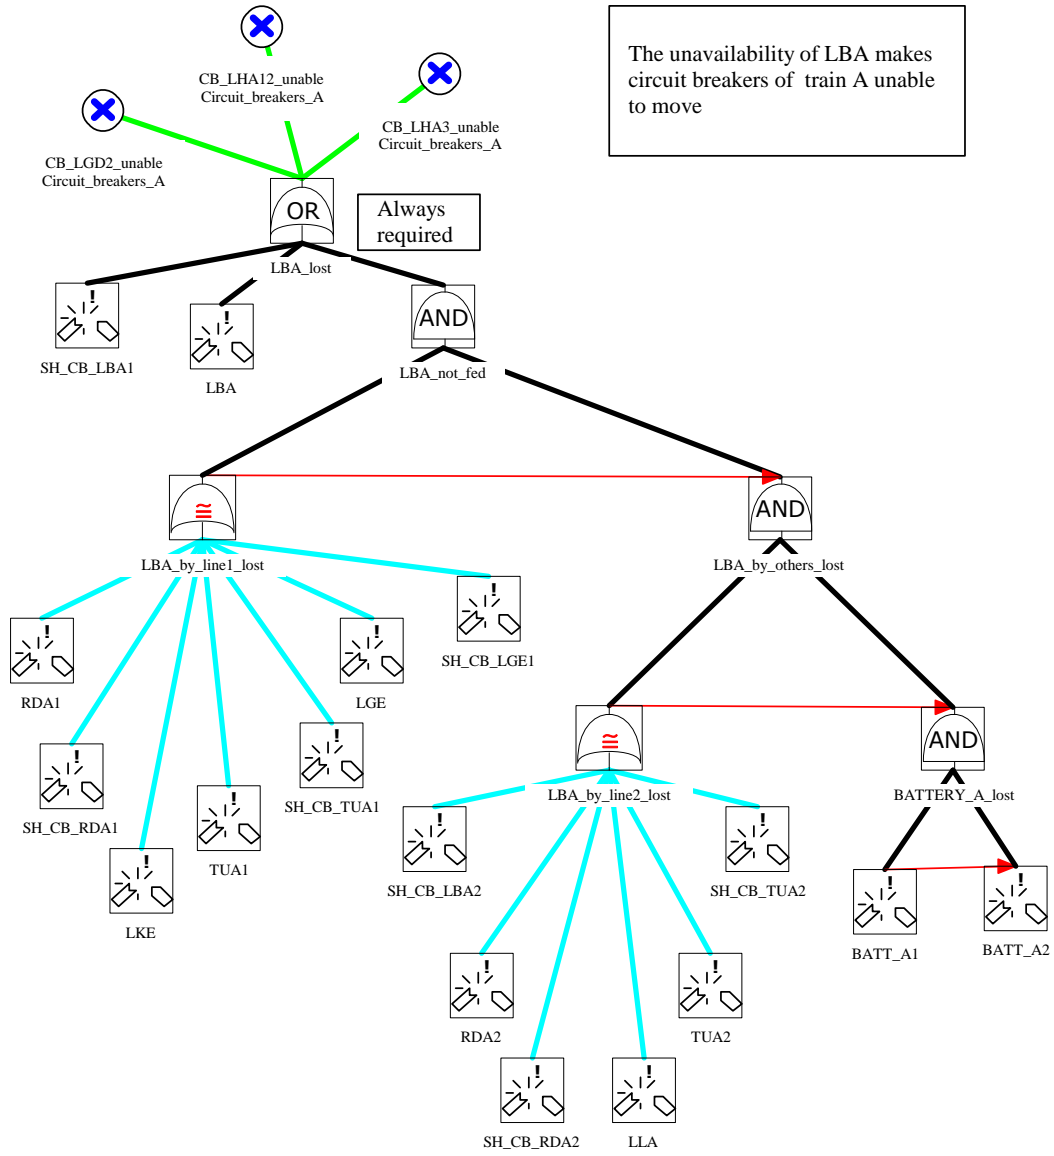 The unavailability of LBA makes
circuit breakers of train A unable
to move
CB_LHA12_unable
Circuit_breakers_A
CB_LHA3_unable
Circuit_breakers_A
CB_LGD2_unable
Circuit_breakers_A
OR
Always
required
LBA_lost
!
!
AND
SH_CB_LBA1
LBA
LBA_not_fed
≅
AND
LBA_by_line1_lost
LBA_by_others_lost
!
!
!
SH_CB_LGE1
RDA1
LGE
!
!
!
!
SH_CB_RDA1
SH_CB_TUA1
TUA1
LKE
≅
AND
LBA_by_line2_lost
BATTERY_A_lost
!
!
!
!
SH_CB_LBA2
SH_CB_TUA2
BATT_A1
BATT_A2
!
!
RDA2
TUA2
!
!
SH_CB_RDA2
LLA